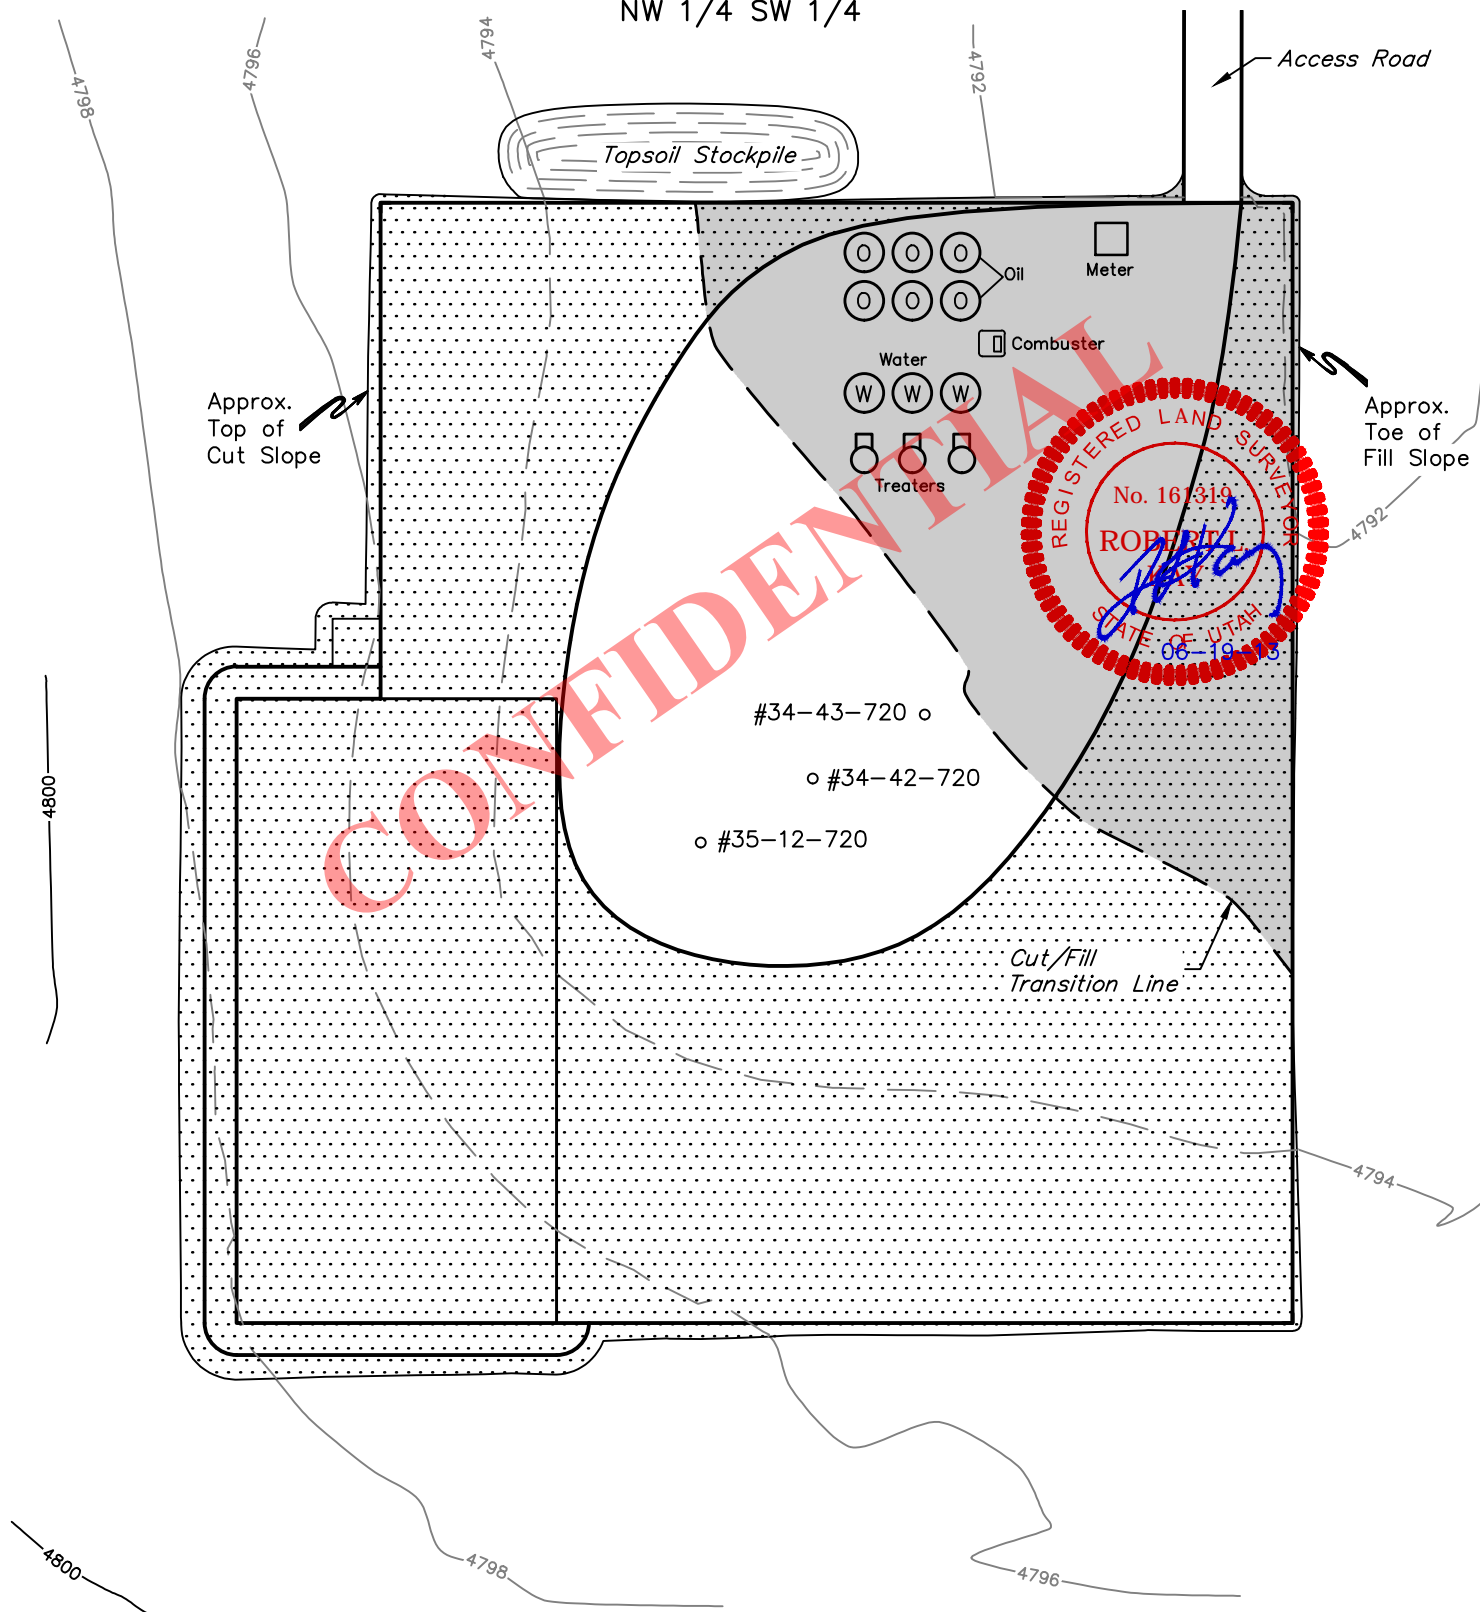 NW 1/4 SW 1/4
4798
4796
4794
4792
Access Road
Topsoil Stockpile
O O O
Oil
O O O
Meter
Combuster
Water
W W W
Treaters
Approx.
Top of
Cut Slope
Approx.
Toe of
Fill Slope
4792
REGISTERED LAND SURVEYOR
No. 161319
ROBERT L.
KAY
STATE OF UTAH
06-19-13
CONFIDENTIAL
#34-43-720
#34-42-720
#35-12-720
4800
Cut/Fill
Transition Line
4794
4800
4798
4796